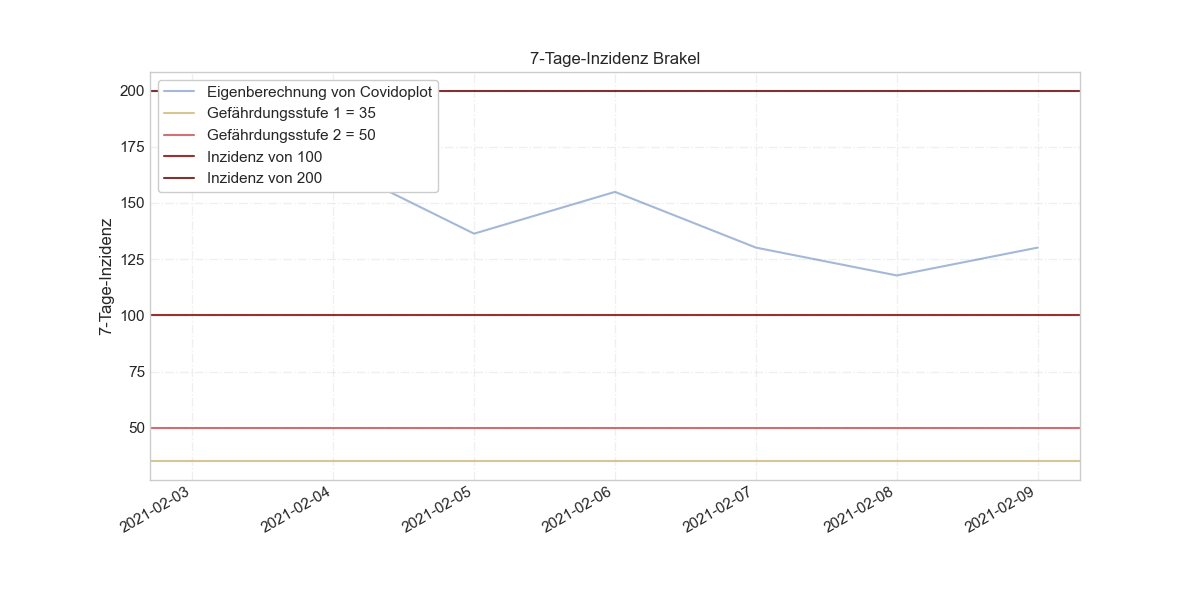 7-Tage-Inzidenz Brakel
Eigenberechnung von Covidoplot
Gefährdungsstufe 1 = 35
Gefährdungsstufe 2 = 50
Inzidenz von 100
Inzidenz von 200
7-Tage-Inzidenz
200
175
150
125
100
75
50
2021-02-03
2021-02-04
2021-02-05
2021-02-06
2021-02-07
2021-02-08
2021-02-09